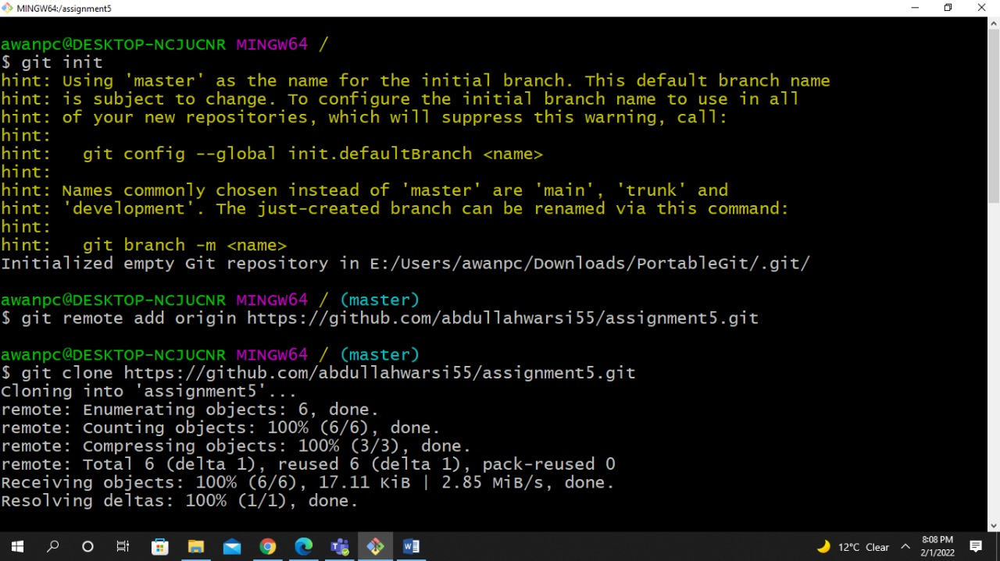 MINGW64:/assignment5
awanpc@DESKTOP-NCJUCNR MINGW64 /
$ git init
hint: Using 'master' as the name for the initial branch. This default branch name
hint: is subject to change. To configure the initial branch name to use in all
hint: of your new repositories, which will suppress this warning, call:
hint:
hint:   git config --global init.defaultBranch <name>
hint:
hint: Names commonly chosen instead of 'master' are 'main', 'trunk' and
hint: 'development'. The just-created branch can be renamed via this command:
hint:
hint:   git branch -m <name>
Initialized empty Git repository in E:/Users/awanpc/Downloads/PortableGit/.git/
awanpc@DESKTOP-NCJUCNR MINGW64 / (master)
$ git remote add origin https://github.com/abdullahwarsi55/assignment5.git
awanpc@DESKTOP-NCJUCNR MINGW64 / (master)
$ git clone https://github.com/abdullahwarsi55/assignment5.git
Cloning into 'assignment5'...
remote: Enumerating objects: 6, done.
remote: Counting objects: 100% (6/6), done.
remote: Compressing objects: 100% (3/3), done.
remote: Total 6 (delta 1), reused 6 (delta 1), pack-reused 0
Receiving objects: 100% (6/6), 17.11 KiB | 2.85 MiB/s, done.
Resolving deltas: 100% (1/1), done.
12°C Clear
8:08 PM
2/1/2022